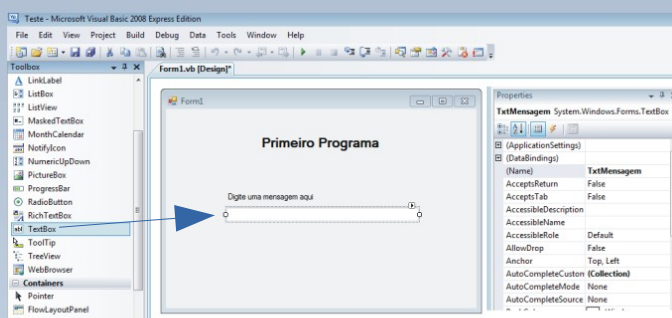 Teste - Microsoft Visual Basic 2008 Express Edition
File Edit View Project Build Debug Data Tools Window Help
Toolbox
LinkLabel
ListBox
ListView
MaskedTextBox
MonthCalendar
NotifyIcon
NumericUpDown
PictureBox
ProgressBar
RadioButton
RichTextBox
TextBox
ToolTip
TreeView
WebBrowser
Containers
Pointer
FlowLayoutPanel
Form1.vb [Design]*
Form1
Primeiro Programa
Digite uma mensagem aqui
Properties
TxtMensagem System.Windows.Forms.TextBox
(ApplicationSettings)
(DataBindings)
(Name) TxtMensagem
AcceptsReturn False
AcceptsTab False
AccessibleDescription
AccessibleName
AccessibleRole Default
AllowDrop False
Anchor Top, Left
AutoCompleteCustom (Collection)
AutoCompleteMode None
AutoCompleteSource None